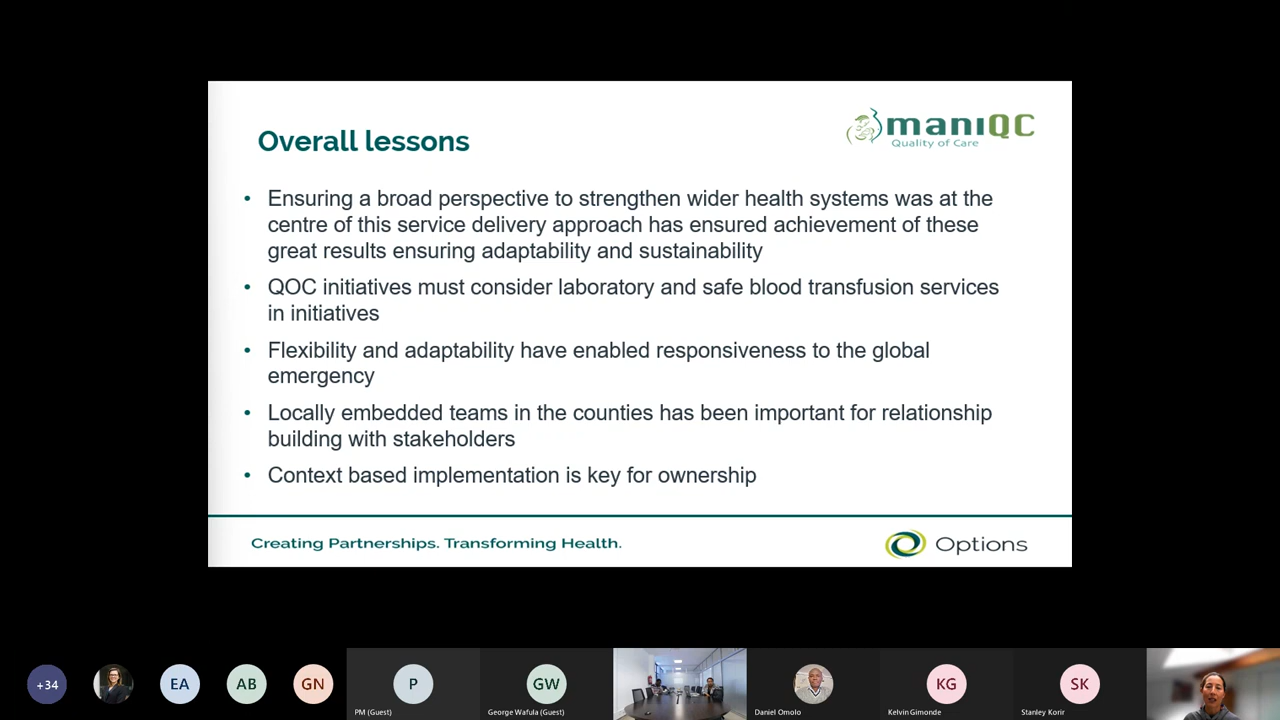 Overall lessons
maniQC
Quality of Care
• Ensuring a broad perspective to strengthen wider health systems was at the
centre of this service delivery approach has ensured achievement of these
great results ensuring adaptability and sustainability
• QOC initiatives must consider laboratory and safe blood transfusion services
in initiatives
• Flexibility and adaptability have enabled responsiveness to the global
emergency
• Locally embedded teams in the counties has been important for relationship
building with stakeholders
• Context based implementation is key for ownership
Creating Partnerships. Transforming Health.
Options
+34
EA
AB
GN
P
GW
KG
SK
PM (Guest)
George Wafula (Guest)
Daniel Omolo
Kelvin Gimonde
Stanley Korir